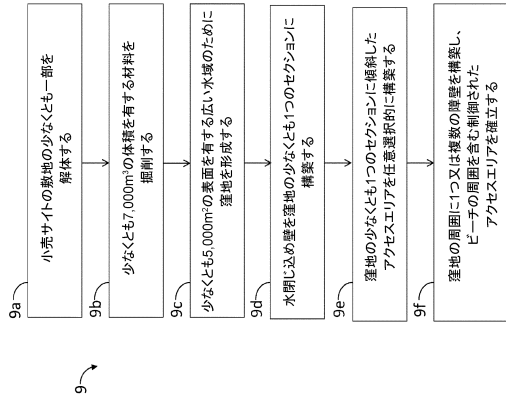 9
9a
小売サイトの敷地の少なくとも一部を
解体する
9b
少なくとも7,000m³の体積を有する材料を
掘削する
9c
少なくとも5,000m²の表面を有する広い水域のために
窪地を形成する
9d
水閉じ込め壁を窪地の少なくとも1つのセクションに
構築する
9e
窪地の少なくとも1つのセクションに傾斜した
アクセスエリアを任意選択的に構築する
9f
窪地の周囲に1つ又は複数の障壁を構築し、
ビーチの周囲を含む制御された
アクセスエリアを確立する